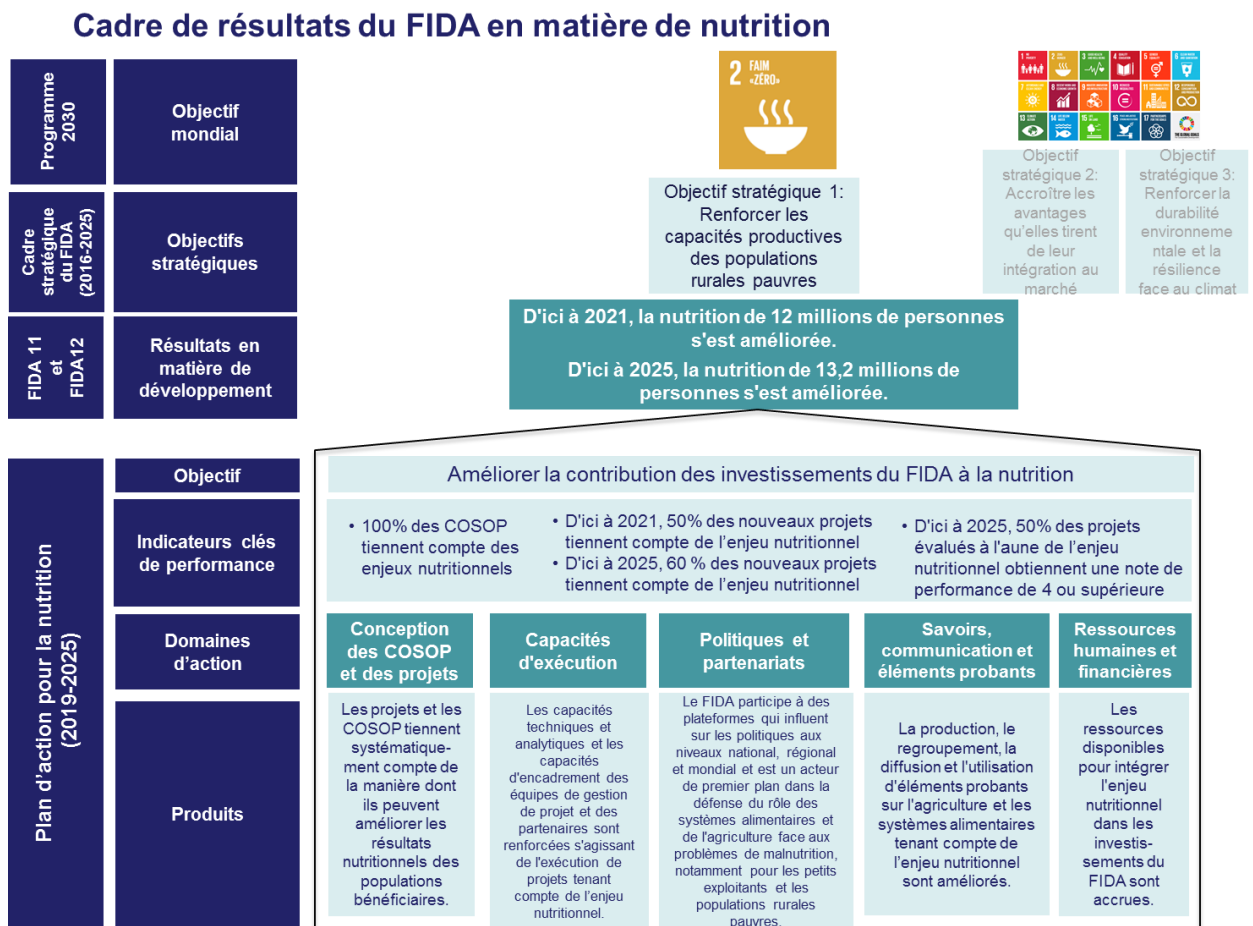 Cadre de résultats du FIDA en matière de nutrition
Programme
2030
Objectif
mondial
2 FAIM
«ZÉRO»
Cadre
stratégique
du FIDA
(2016-2025)
Objectifs
stratégiques
Objectif stratégique 1:
Renforcer les
capacités productives
des populations
rurales pauvres
Objectif
stratégique 2:
Accroître les
avantages
qu'elles tirent
de leur
intégration au
marché
Objectif
stratégique 3:
Renforcer la
durabilité
environneme
ntale et la
résilience
face au climat
FIDA 11
et
FIDA12
Résultats en
matière de
développement
D'ici à 2021, la nutrition de 12 millions de personnes
s'est améliorée.
D'ici à 2025, la nutrition de 13,2 millions de
personnes s'est améliorée.
Plan d'action pour la nutrition
(2019-2025)
Objectif
Améliorer la contribution des investissements du FIDA à la nutrition
Indicateurs clés
de performance
• 100% des COSOP
tiennent compte des
enjeux nutritionnels
• D'ici à 2021, 50% des nouveaux projets
tiennent compte de l'enjeu nutritionnel
• D'ici à 2025, 60 % des nouveaux projets
tiennent compte de l'enjeu nutritionnel
• D'ici à 2025, 50% des projets
évalués à l'aune de l'enjeu
nutritionnel obtiennent une note de
performance de 4 ou supérieure
Domaines
d'action
Conception
des COSOP
et des projets
Capacités
d'exécution
Politiques et
partenariats
Savoirs,
communication et
éléments probants
Ressources
humaines et
financières
Produits
Les projets et les
COSOP tiennent
systématique-
ment compte de
la manière dont
ils peuvent
améliorer les
résultats
nutritionnels des
populations
bénéficiaires.
Les capacités
techniques et
analytiques et les
capacités
d'encadrement des
équipes de gestion
de projet et des
partenaires sont
renforcées s'agissant
de l'exécution de
projets tenant
compte de l'enjeu
nutritionnel.
Le FIDA participe à des
plateformes qui influent
sur les politiques aux
niveaux national, régional
et mondial et est un acteur
de premier plan dans la
défense du rôle des
systèmes alimentaires et
de l'agriculture face aux
problèmes de malnutrition,
notamment pour les petits
exploitants et les
populations rurales
pauvres.
La production, le
regroupement, la
diffusion et l'utilisation
d'éléments probants
sur l'agriculture et les
systèmes alimentaires
tenant compte de
l'enjeu nutritionnel
sont améliorés.
Les
ressources
disponibles
pour intégrer
l'enjeu
nutritionnel
dans les
investis-
sements du
FIDA sont
accrues.